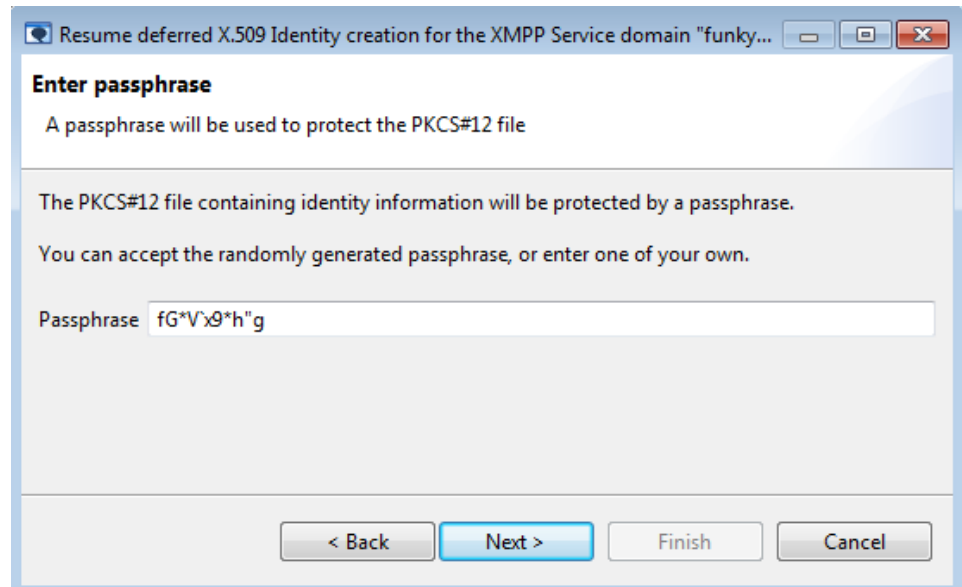 Resume deferred X.509 Identity creation for the XMPP Service domain "funky...
Enter passphrase
A passphrase will be used to protect the PKCS#12 file
The PKCS#12 file containing identity information will be protected by a passphrase.
You can accept the randomly generated passphrase, or enter one of your own.
Passphrase fG*V`x9*h"g
< Back Next > Finish Cancel